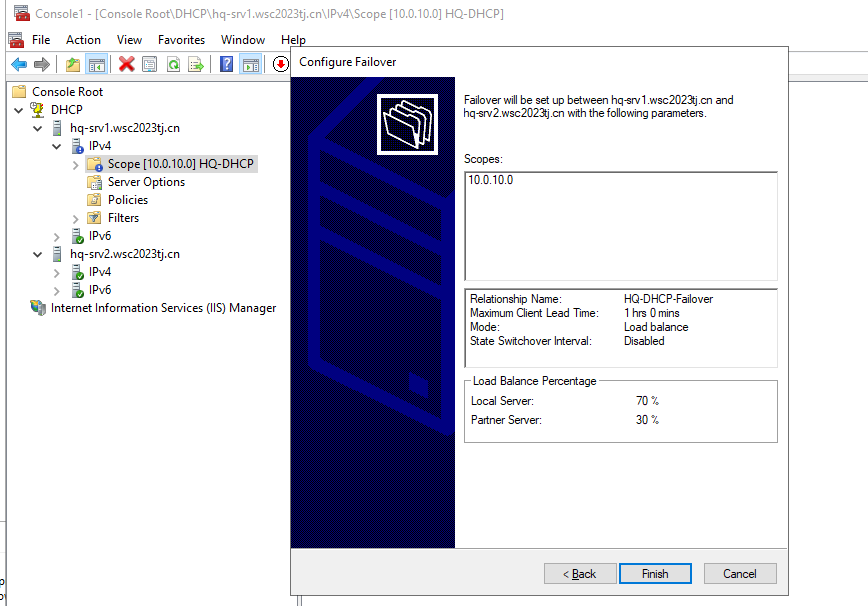 Console1 - [Console Root\DHCP\hq-srv1.wsc2023tj.cn\IPv4\Scope [10.0.10.0] HQ-DHCP]
File Action View Favorites Window Help
Console Root
DHCP
hq-srv1.wsc2023tj.cn
IPv4
Scope [10.0.10.0] HQ-DHCP
Server Options
Policies
Filters
IPv6
hq-srv2.wsc2023tj.cn
IPv4
IPv6
Internet Information Services (IIS) Manager
Configure Failover
Failover will be set up between hq-srv1.wsc2023tj.cn and
hq-srv2.wsc2023tj.cn with the following parameters.
Scopes:
10.0.10.0
Relationship Name: HQ-DHCP-Failover
Maximum Client Lead Time: 1 hrs 0 mins
Mode: Load balance
State Switchover Interval: Disabled
Load Balance Percentage
Local Server: 70 %
Partner Server: 30 %
< Back Finish Cancel